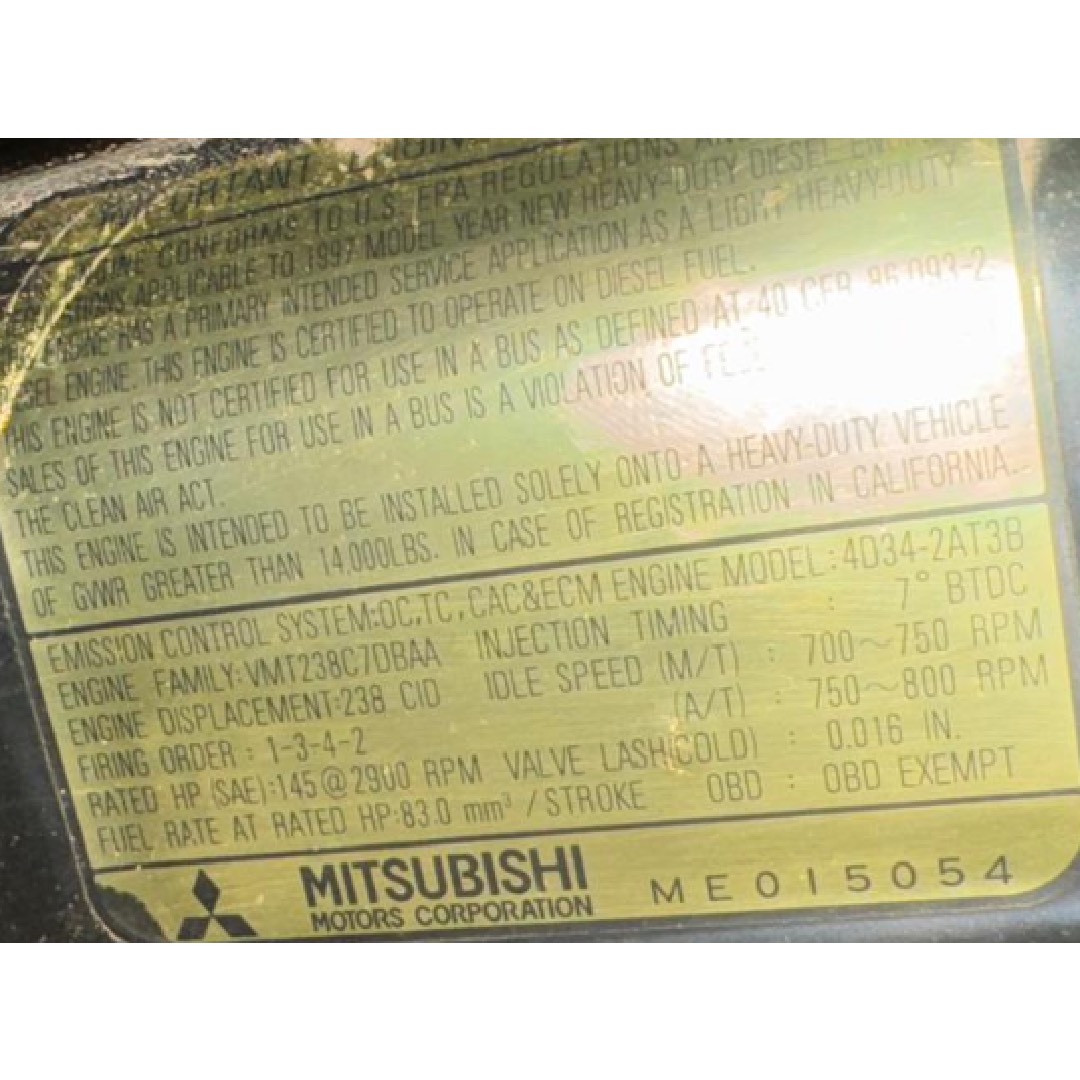 CONFORMS TO U.S. EPA REGULATIONS
APPLICABLE TO 1997 MODEL YEAR NEW HEAVY-DUTY DIESEL
ENGINE HAS A PRIMARY INTENDED SERVICE APPLICATION AS A LIGHT HEAVY-DUTY
ENGINE. THIS ENGINE IS CERTIFIED TO OPERATE ON DIESEL FUEL.
THIS ENGINE IS NOT CERTIFIED FOR USE IN A BUS AS DEFINED AT 40 CFR 86.093-2.
SALES OF THIS ENGINE FOR USE IN A BUS IS A VIOLATION OF
THE CLEAN AIR ACT.
THIS ENGINE IS INTENDED TO BE INSTALLED SOLELY ONTO A HEAVY-DUTY VEHICLE
OF GVWR GREATER THAN 14000LBS. IN CASE OF REGISTRATION IN CALIFORNIA.
EMISSION CONTROL SYSTEM:OC,TC,CAC&ECM ENGINE MODEL:4D34-2AT3B
ENGINE FAMILY:VMT238C7DBAA INJECTION TIMING : 7° BTDC
ENGINE DISPLACEMENT:238 CID IDLE SPEED (M/T) : 700~750 RPM
FIRING ORDER : 1-3-4-2 (A/T) : 750~800 RPM
RATED HP (SAE):145@2900 RPM VALVE LASH(COLD) : 0.016 IN.
FUEL RATE AT RATED HP:83.0 mm³/STROKE OBD : OBD EXEMPT
MITSUBISHI
MOTORS CORPORATION ME015054